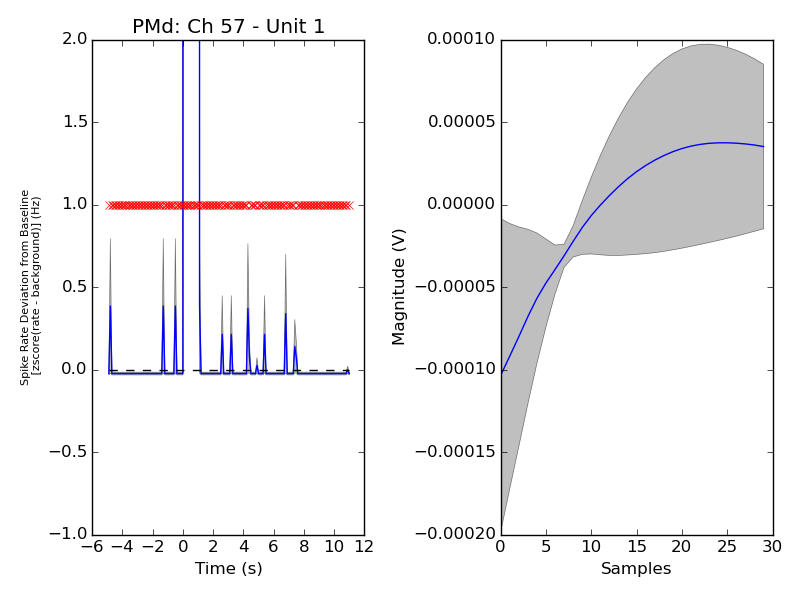 PMd: Ch 57 - Unit 1
2.0
1.5
1.0
0.5
0.0
−0.5
−1.0
−6 −4 −2 0 2 4 6 8 10 12
Time (s)
Spike Rate Deviation from Baseline
[zscore(rate - background)] (Hz)
0.00010
0.00005
0.00000
−0.00005
−0.00010
−0.00015
−0.00020
0 5 10 15 20 25 30
Samples
Magnitude (V)